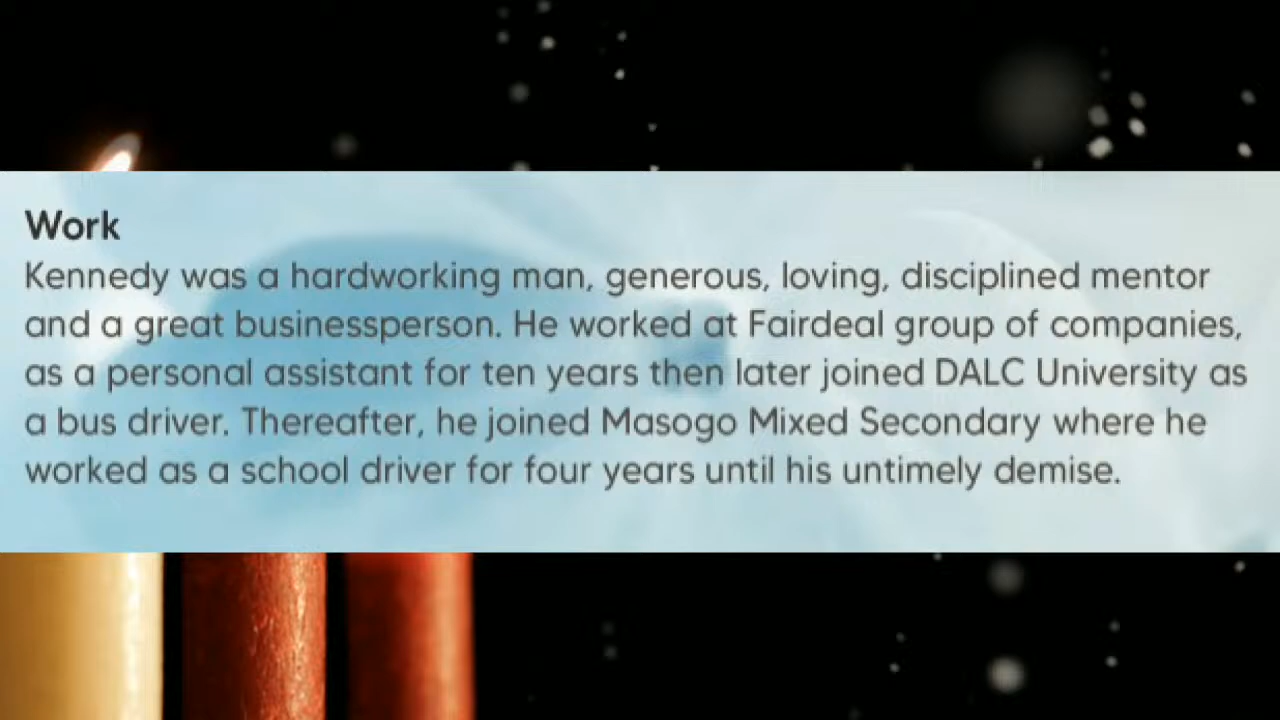 Work
Kennedy was a hardworking man, generous, loving, disciplined mentor
and a great businessperson. He worked at Fairdeal group of companies,
as a personal assistant for ten years then later joined DALC University as
a bus driver. Thereafter, he joined Masogo Mixed Secondary where he
worked as a school driver for four years until his untimely demise.